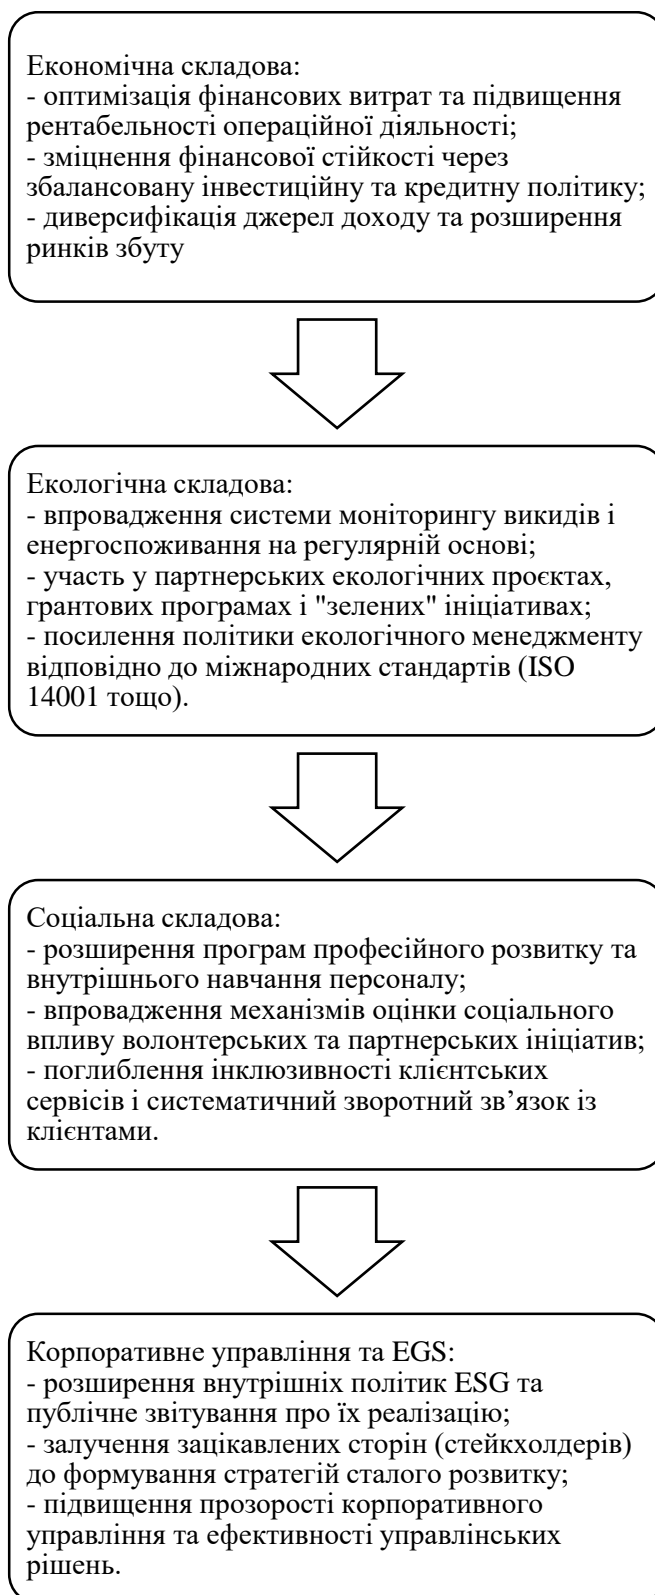 Економічна складова:
- оптимізація фінансових витрат та підвищення
рентабельності операційної діяльності;
- зміцнення фінансової стійкості через
збалансовану інвестиційну та кредитну політику;
- диверсифікація джерел доходу та розширення
ринків збуту
Екологічна складова:
- впровадження системи моніторингу викидів і
енергоспоживання на регулярній основі;
- участь у партнерських екологічних проєктах,
грантових програмах і "зелених" ініціативах;
- посилення політики екологічного менеджменту
відповідно до міжнародних стандартів (ISO
14001 тощо).
Соціальна складова:
- розширення програм професійного розвитку та
внутрішнього навчання персоналу;
- впровадження механізмів оцінки соціального
впливу волонтерських та партнерських ініціатив;
- поглиблення інклюзивності клієнтських
сервісів і систематичний зворотний зв’язок із
клієнтами.
Корпоративне управління та EGS:
- розширення внутрішніх політик ESG та
публічне звітування про їх реалізацію;
- залучення зацікавлених сторін (стейкхолдерів)
до формування стратегій сталого розвитку;
- підвищення прозорості корпоративного
управління та ефективності управлінських
рішень.